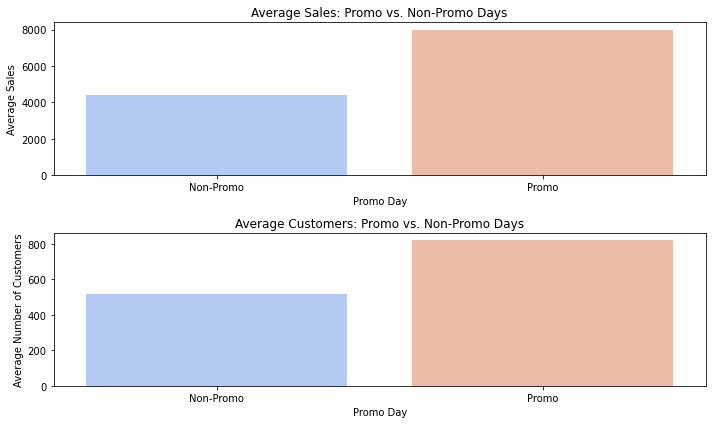 Average Sales: Promo vs. Non-Promo Days
8000
6000
4000
2000
0
Average Sales
Non-Promo Promo
Promo Day
Average Customers: Promo vs. Non-Promo Days
800
600
400
200
0
Average Number of Customers
Non-Promo Promo
Promo Day